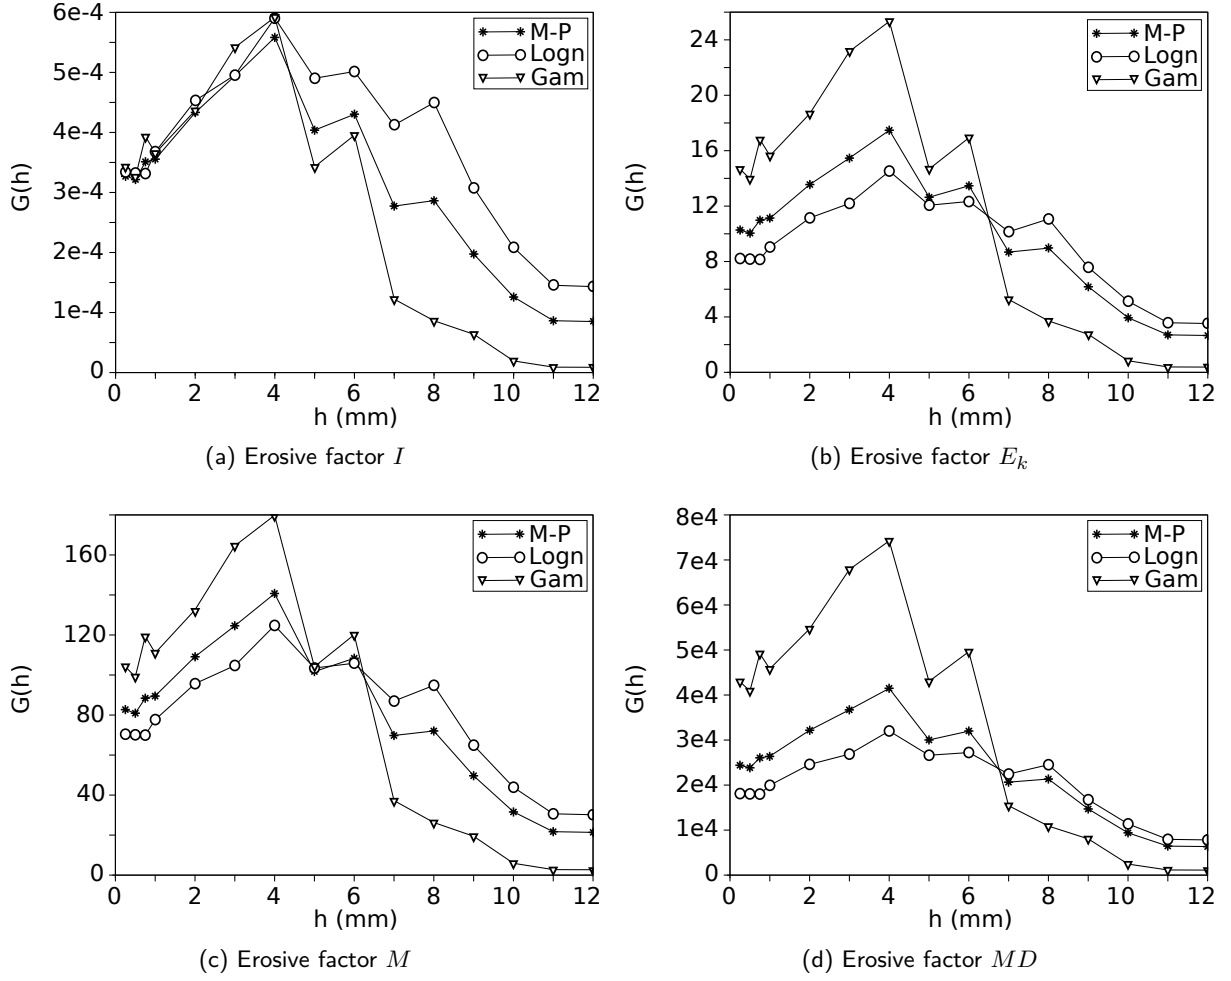 6e-4
5e-4
4e-4
3e-4
2e-4
1e-4
0
G(h)
M-P
Logn
Gam
0 2 4 6 8 10 12
h (mm)
(a) Erosive factor I
24
20
16
12
8
4
0
G(h)
M-P
Logn
Gam
0 2 4 6 8 10 12
h (mm)
(b) Erosive factor E_k
160
120
80
40
0
G(h)
M-P
Logn
Gam
0 2 4 6 8 10 12
h (mm)
(c) Erosive factor M
8e4
7e4
6e4
5e4
4e4
3e4
2e4
1e4
0
G(h)
M-P
Logn
Gam
0 2 4 6 8 10 12
h (mm)
(d) Erosive factor MD